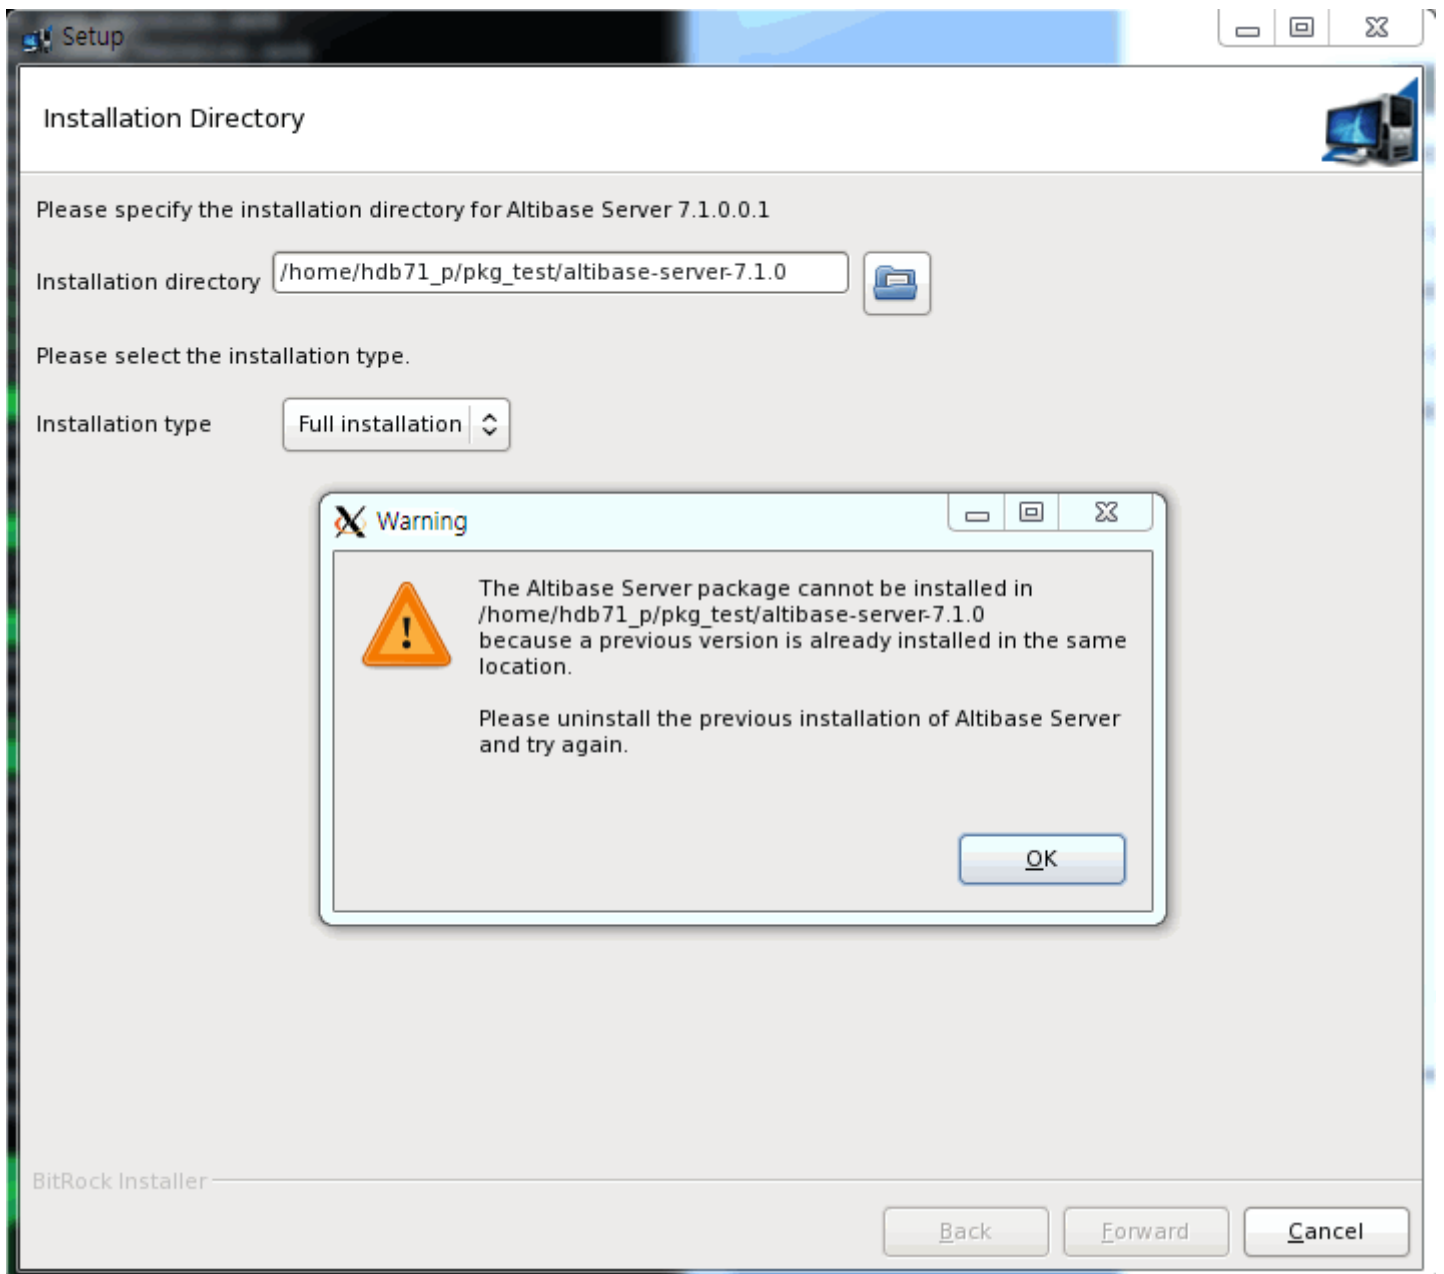 Setup
Installation Directory
Please specify the installation directory for Altibase Server 7.1.0.0.1
Installation directory /home/hdb71_p/pkg_test/altibase-server-7.1.0
Please select the installation type.
Installation type Full installation
Warning
The Altibase Server package cannot be installed in
/home/hdb71_p/pkg_test/altibase-server-7.1.0
because a previous version is already installed in the same
location.
Please uninstall the previous installation of Altibase Server
and try again.
OK
BitRock Installer
Back Forward Cancel